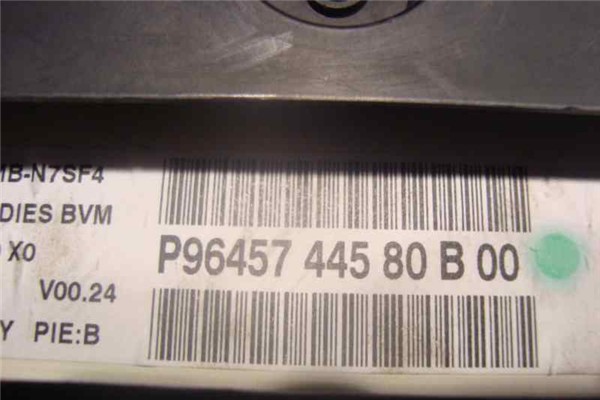 MB-N7SF4
DIES BVM
X0
P96457 445 80 B 00
V00.24
Y PIE:B